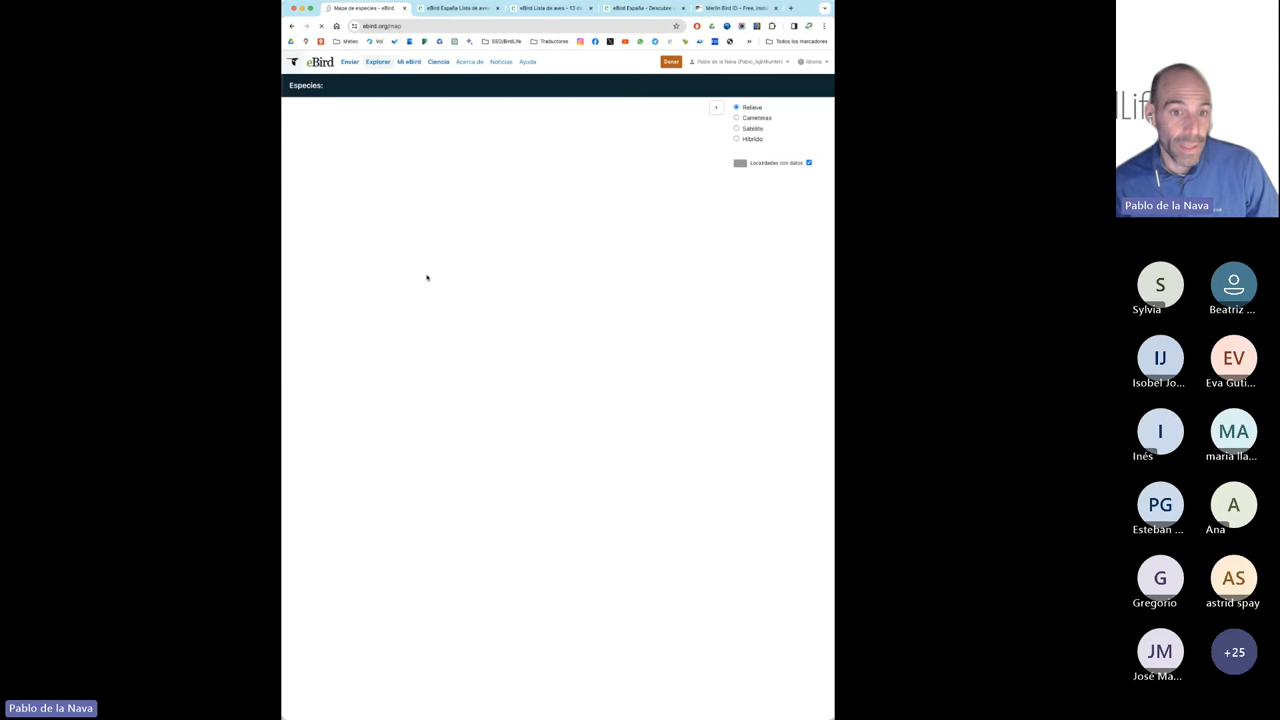 Mapa de especies - eBird
eBird España Lista de aves
eBird Lista de aves - 13 d
eBird España - Descubre
Merlin Bird ID – Free, inst
ebird.org/map
Meteo
Vol
SEO/BirdLife
Traductores
Todos los marcadores
eBird
Enviar
Explorar
Mi eBird
Ciencia
Acerca de
Noticias
Ayuda
Donar
Pablo de la Nava (Pablo_lighthunter)
Idioma
Especies:
Relieve
Carreteras
Satélite
Híbrido
Localidades con datos
Pablo de la Nava
S
Sylvia
Beatriz ...
IJ
Isobel Jo...
EV
Eva Guti...
I
Inés
MA
maria lla...
PG
Esteban ...
A
Ana
G
Gregorio
AS
astrid spay
JM
José Ma...
+25
Pablo de la Nava